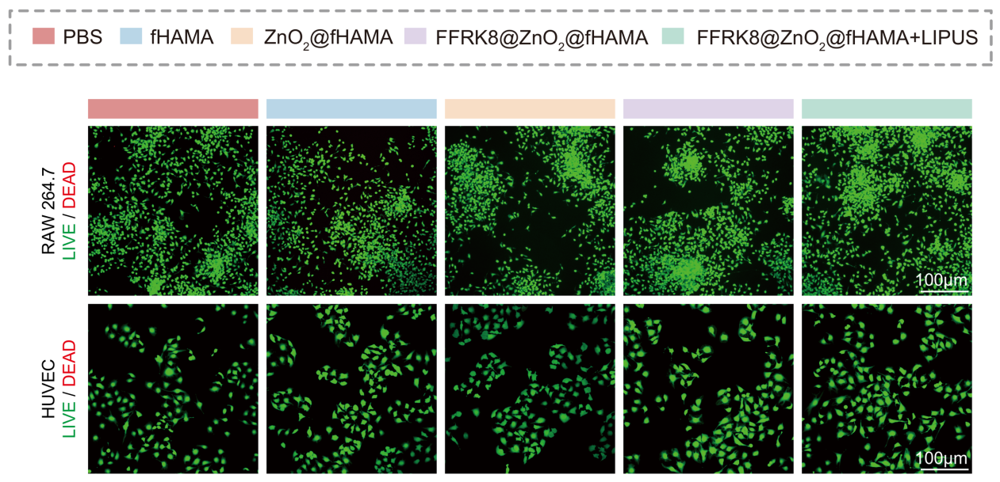 PBS fHAMA ZnO₂@fHAMA FFRK8@ZnO₂@fHAMA FFRK8@ZnO₂@fHAMA+LIPUS
RAW 264.7
LIVE / DEAD
100μm
HUVEC
LIVE / DEAD
100μm